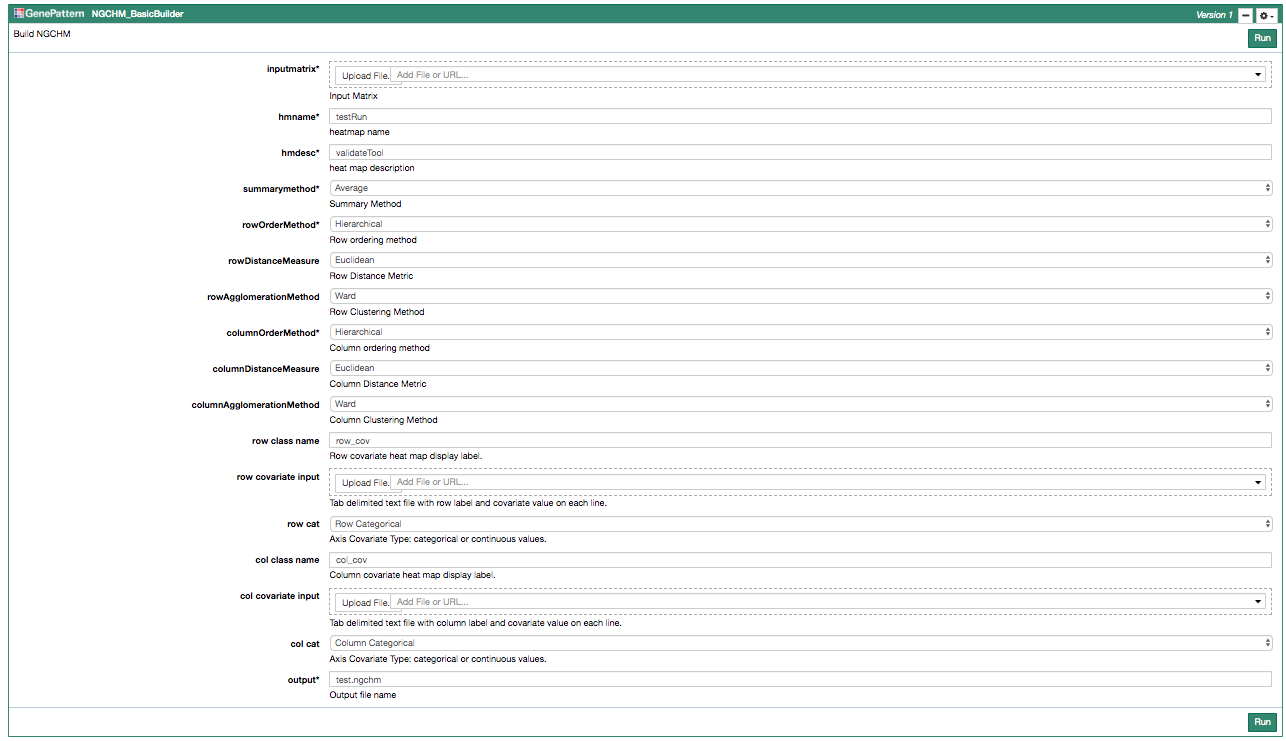 GenePattern NGCHM_BasicBuilder Version 1
Build NGCHM Run
inputmatrix* Upload File. Add File or URL...
Input Matrix
hmname* testRun
heatmap name
hmdesc* validateTool
heat map description
summarymethod* Average
Summary Method
rowOrderMethod* Hierarchical
Row ordering method
rowDistanceMeasure Euclidean
Row Distance Metric
rowAgglomerationMethod Ward
Row Clustering Method
columnOrderMethod* Hierarchical
Column ordering method
columnDistanceMeasure Euclidean
Column Distance Metric
columnAgglomerationMethod Ward
Column Clustering Method
row class name row_cov
Row covariate heat map display label.
row covariate input Upload File. Add File or URL...
Tab delimited text file with row label and covariate value on each line.
row cat Row Categorical
Axis Covariate Type: categorical or continuous values.
col class name col_cov
Column covariate heat map display label.
col covariate input Upload File. Add File or URL...
Tab delimited text file with column label and covariate value on each line.
col cat Column Categorical
Axis Covariate Type: categorical or continuous values.
output* test.ngchm
Output file name
Run